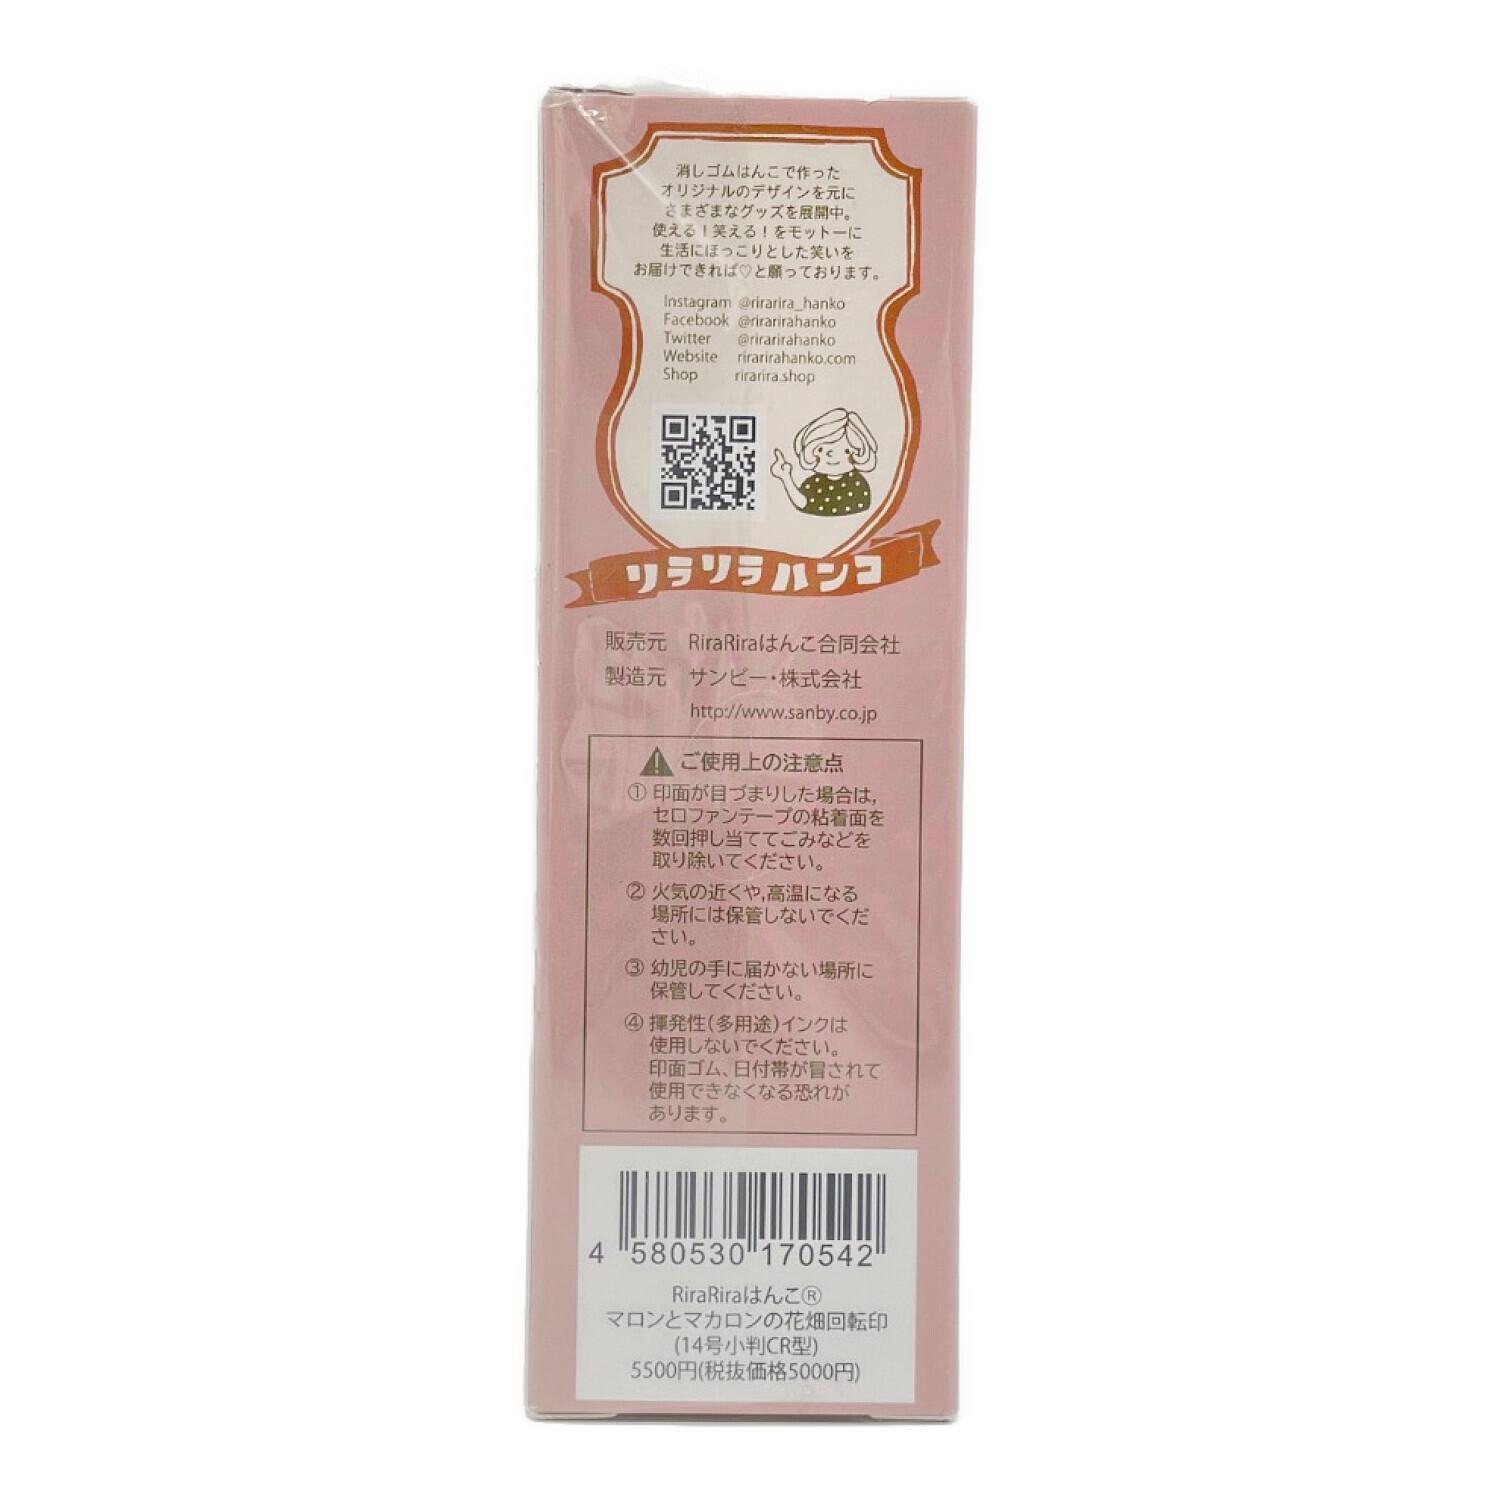 消しゴムはんこで作った
オリジナルのデザインを元に
さまざまなグッズを展開中。
使える!笑える!をモットーに
生活にほっこりとした笑いを
お届けできれば♡と願っております。
Instagram @rirarira_hanko
Facebook @rirarirahanko
Twitter @rirarirahanko
Website rirarirahanko.com
Shop rirarira.shop
リラリラハンコ
販売元 RiraRiraはんこ合同会社
製造元 サンビー・株式会社
http://www.sanby.co.jp
ご使用上の注意点
① 印面が目づまりした場合は,
セロファンテープの粘着面を
数回押し当ててごみなどを
取り除いてください。
② 火気の近くや,高温になる
場所には保管しないでくだ
さい。
③ 幼児の手に届かない場所に
保管してください。
④ 揮発性(多用途)インクは
使用しないでください。
印面ゴム、日付帯が冒されて
使用できなくなる恐れが
あります。
4 580530 170542
RiraRiraはんこ®
マロンとマカロンの花畑回転印
(14号小判CR型)
5500円(税抜価格5000円)